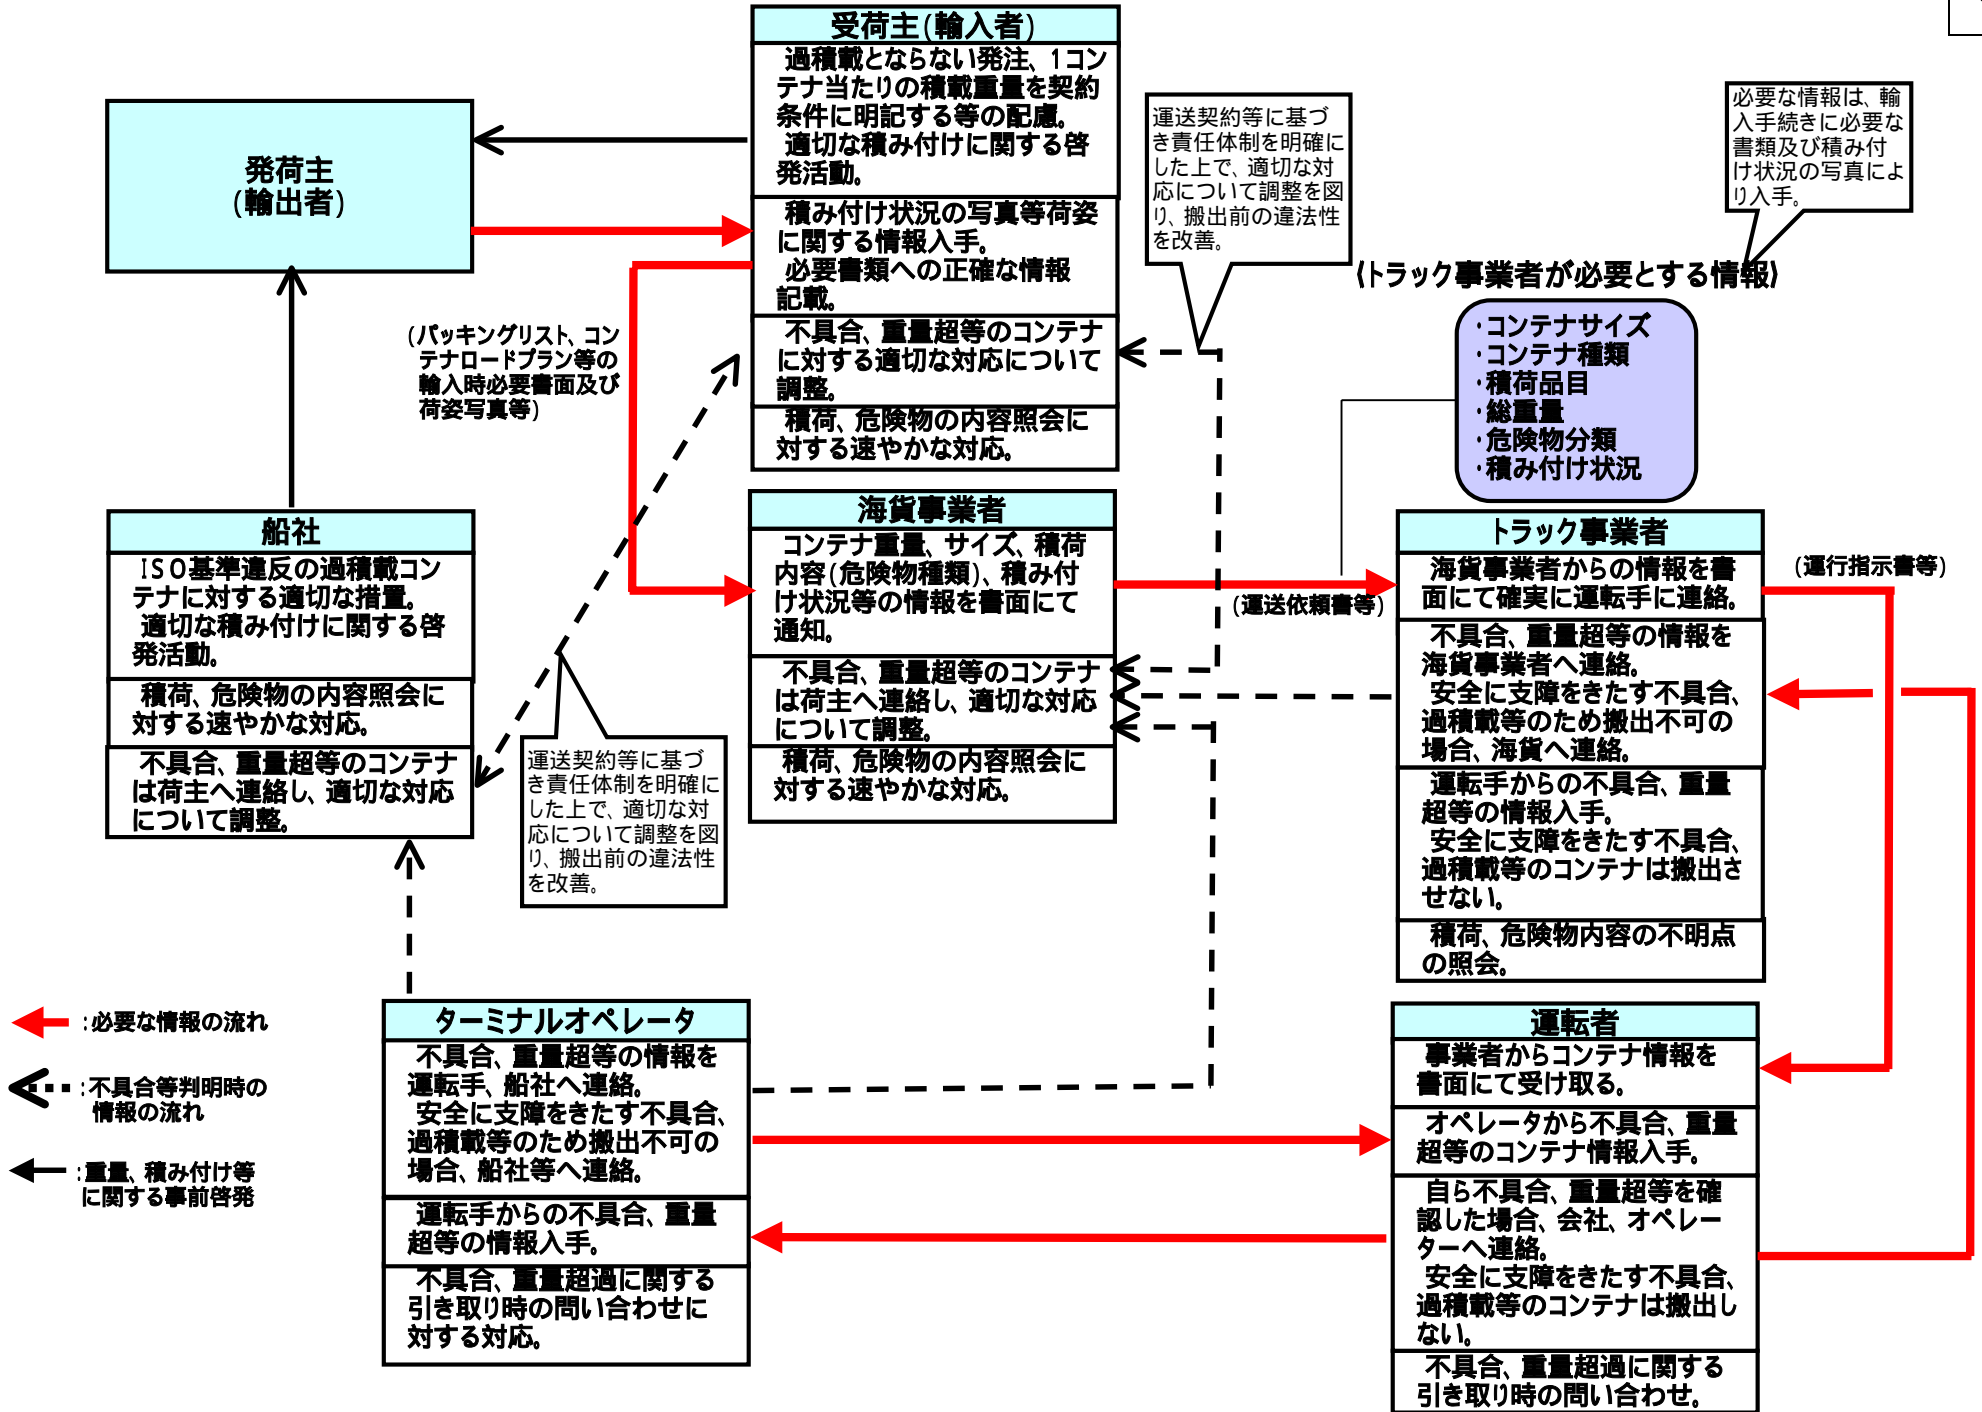 受荷主(輸入者)
過積載とならない発注、1コン
テナ当たりの積載重量を契約
条件に明記する等の配慮。
適切な積み付けに関する啓
発活動。
積み付け状況の写真等荷姿
に関する情報入手。
必要書類への正確な情報
記載。
不具合、重量超等のコンテナ
に対する適切な対応について
調整。
積荷、危険物の内容照会に
対する速やかな対応。
発荷主
(輸出者)
運送契約等に基づ
き責任体制を明確に
した上で、適切な対
応について調整を図
り、搬出前の違法性
を改善。
必要な情報は、輸
入手続きに必要な
書類及び積み付
け状況の写真によ
り入手。
《トラック事業者が必要とする情報》
・コンテナサイズ
・コンテナ種類
・積荷品目
・総重量
・危険物分類
・積み付け状況
(パッキングリスト、コン
テナロードプラン等の
輸入時必要書面及び
荷姿写真等)
船社
ISO基準違反の過積載コン
テナに対する適切な措置。
適切な積み付けに関する啓
発活動。
積荷、危険物の内容照会に
対する速やかな対応。
不具合、重量超等のコンテナ
は荷主へ連絡し、適切な対応
について調整。
海貨事業者
コンテナ重量、サイズ、積荷
内容(危険物種類)、積み付
け状況等の情報を書面にて
通知。
不具合、重量超等のコンテナ
は荷主へ連絡し、適切な対応
について調整。
積荷、危険物の内容照会に
対する速やかな対応。
(運送依頼書等)
トラック事業者
海貨事業者からの情報を書
面にて確実に運転手に連絡。
不具合、重量超等の情報を
海貨事業者へ連絡。
安全に支障をきたす不具合、
過積載等のため搬出不可の
場合、海貨へ連絡。
運転手からの不具合、重量
超等の情報入手。
安全に支障をきたす不具合、
過積載等のコンテナは搬出さ
せない。
積荷、危険物内容の不明点
の照会。
(運行指示書等)
運送契約等に基づ
き責任体制を明確に
した上で、適切な対
応について調整を図
り、搬出前の違法性
を改善。
:必要な情報の流れ
:不具合等判明時の
情報の流れ
:重量、積み付け等
に関する事前啓発
ターミナルオペレータ
不具合、重量超等の情報を
運転手、船社へ連絡。
安全に支障をきたす不具合、
過積載等のため搬出不可の
場合、船社等へ連絡。
運転手からの不具合、重量
超等の情報入手。
不具合、重量超過に関する
引き取り時の問い合わせに
対する対応。
運転者
事業者からコンテナ情報を
書面にて受け取る。
オペレータから不具合、重量
超等のコンテナ情報入手。
自ら不具合、重量超等を確
認した場合、会社、オペレー
ターへ連絡。
安全に支障をきたす不具合、
過積載等のコンテナは搬出し
ない。
不具合、重量超過に関する
引き取り時の問い合わせ。